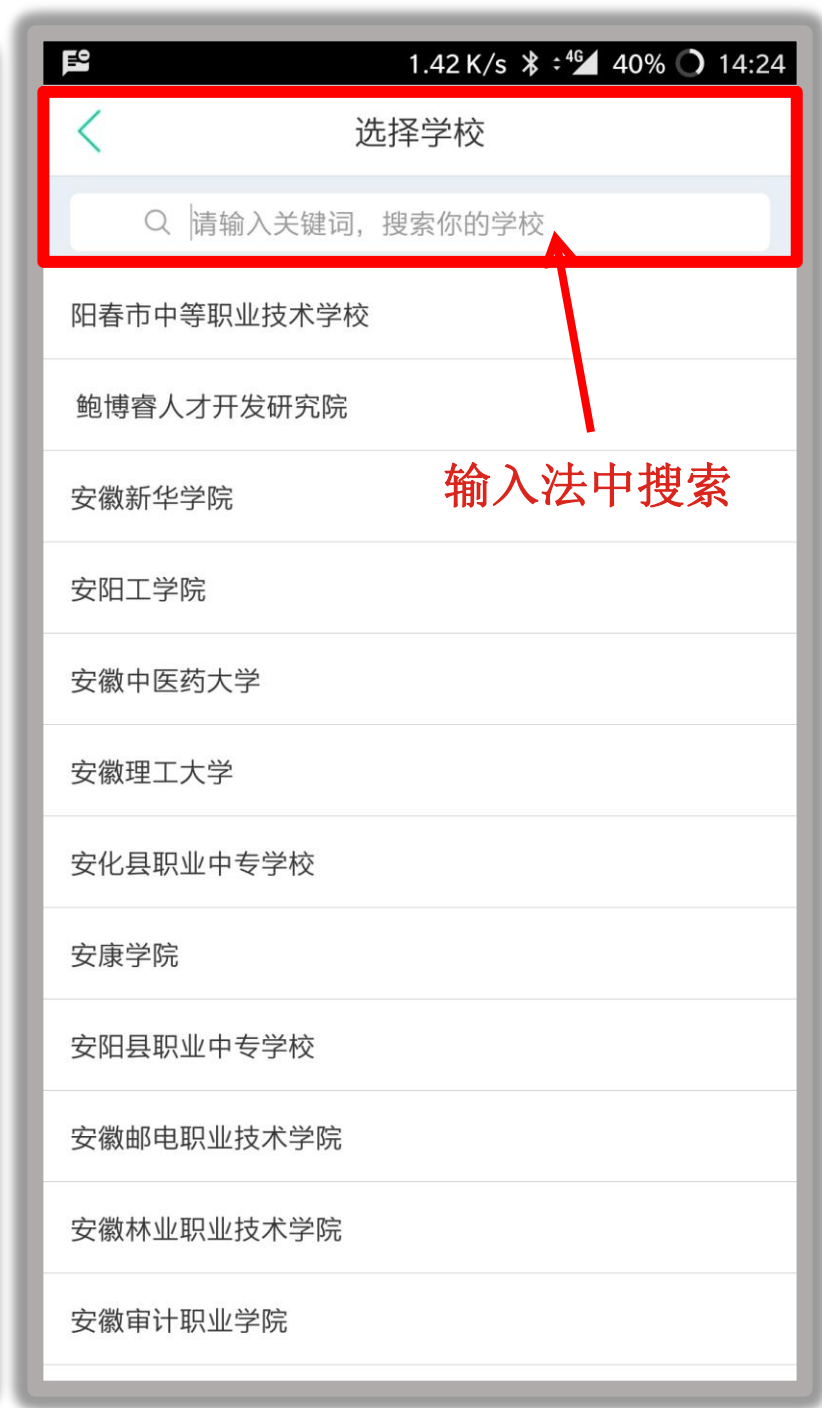 1.42 K/s 4G 40% 14:24
选择学校
请输入关键词，搜索你的学校
阳春市中等职业技术学校
鲍博睿人才开发研究院
输入法中搜索
安徽新华学院
安阳工学院
安徽中医药大学
安徽理工大学
安化县职业中专学校
安康学院
安阳县职业中专学校
安徽邮电职业技术学院
安徽林业职业技术学院
安徽审计职业学院